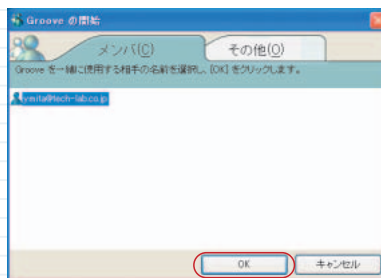 Groove の開始
メンバ(C)
その他(O)
Groove を一緒に使用する相手の名前を選択し、[OK] をクリックします。
ymita@tech-lab.co.jp
OK
キャンセル